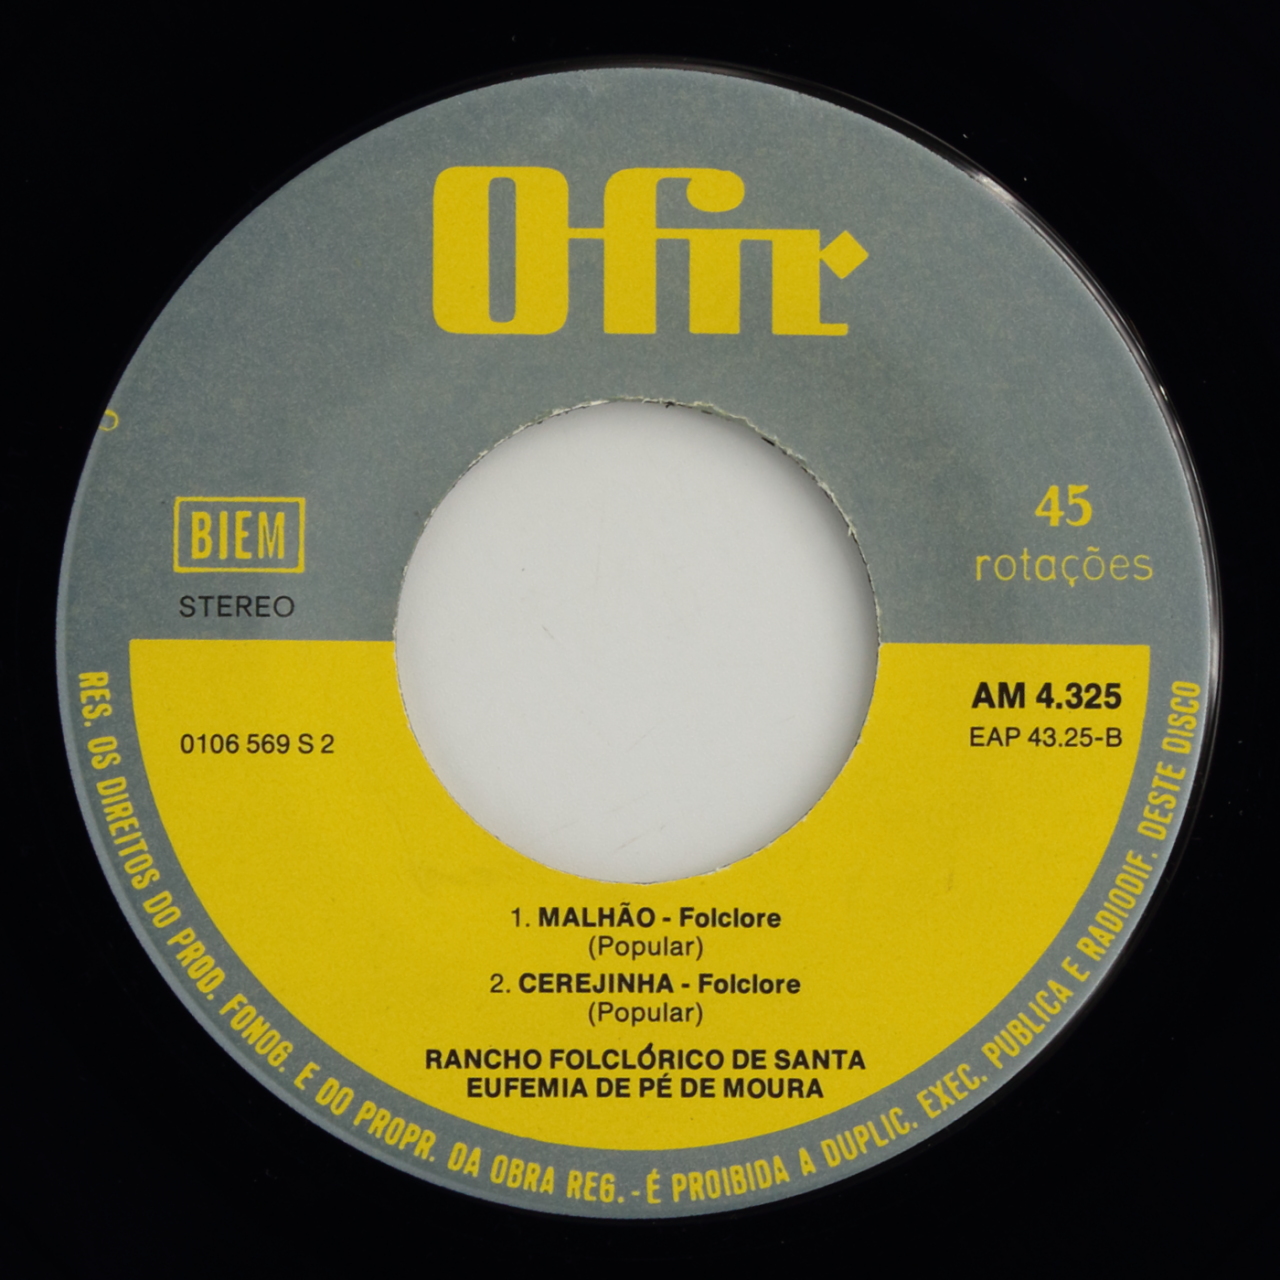 Ofir
BIEM
STEREO
45
rotações
0106 569 S 2
AM 4.325
EAP 43.25-B
1. MALHÃO - Folclore
(Popular)
2. CEREJINHA - Folclore
(Popular)
RANCHO FOLCLÓRICO DE SANTA
EUFEMIA DE PÉ DE MOURA
RES. OS DIREITOS DO PROD. FONOG. E DO PROPR. DA OBRA REG. - É PROIBIDA A DUPLIC. EXEC. PUBLICA E RADIODIF. DESTE DISCO